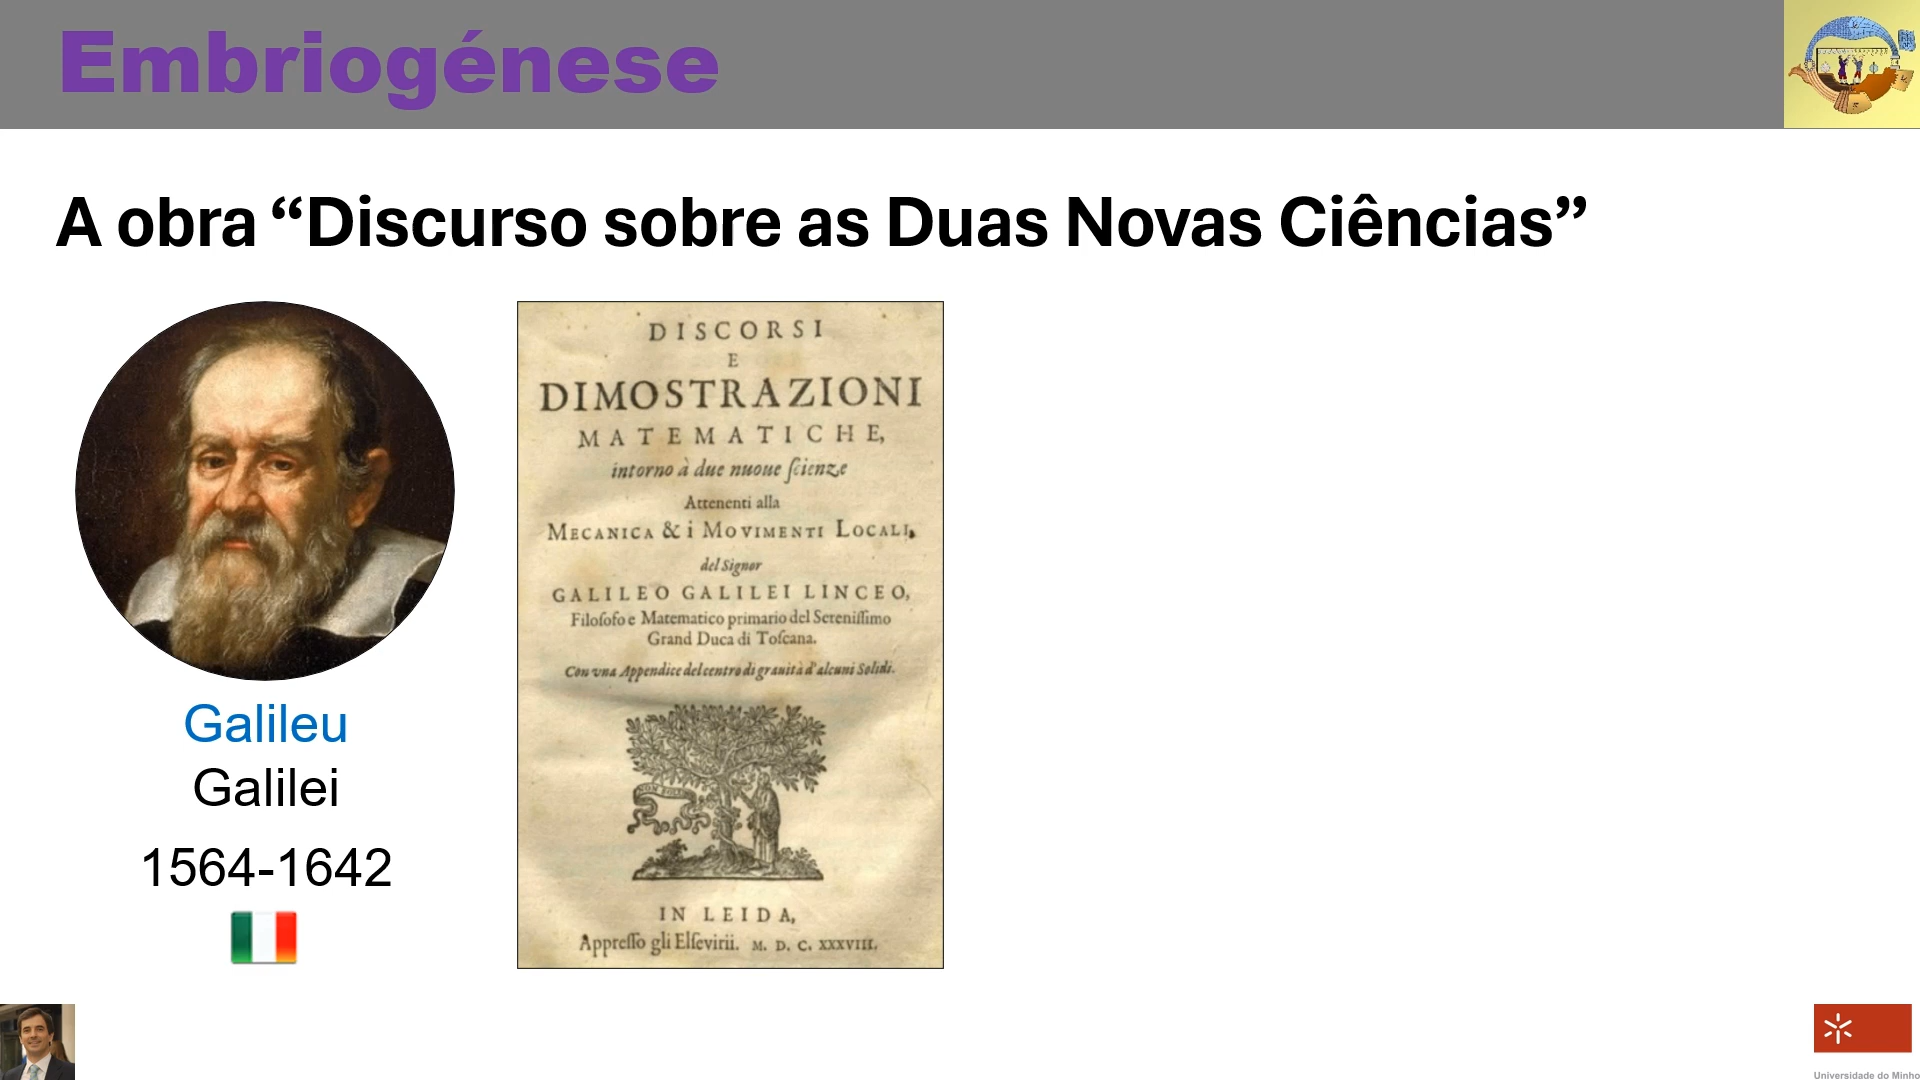 Embriogénese
A obra “Discurso sobre as Duas Novas Ciências”
DISCORSI
E
DIMOSTRAZIONI
MATEMATICHE,
intorno à due nuoue ſcienze
Attenenti alla
MECANICA & i MOVIMENTI LOCALI,
del Signor
GALILEO GALILEI LINCEO,
Filoſofo e Matematico primario del Sereniſſimo
Grand Duca di Toſcana.
Con vna Appendice del centro di grauità d'alcuni Solidi.
NON SOLUS
IN LEIDA,
Appreſſo gli Elſevirii. M. D. C. XXXVIII.
Galileu
Galilei
1564-1642
Universidade do Minho